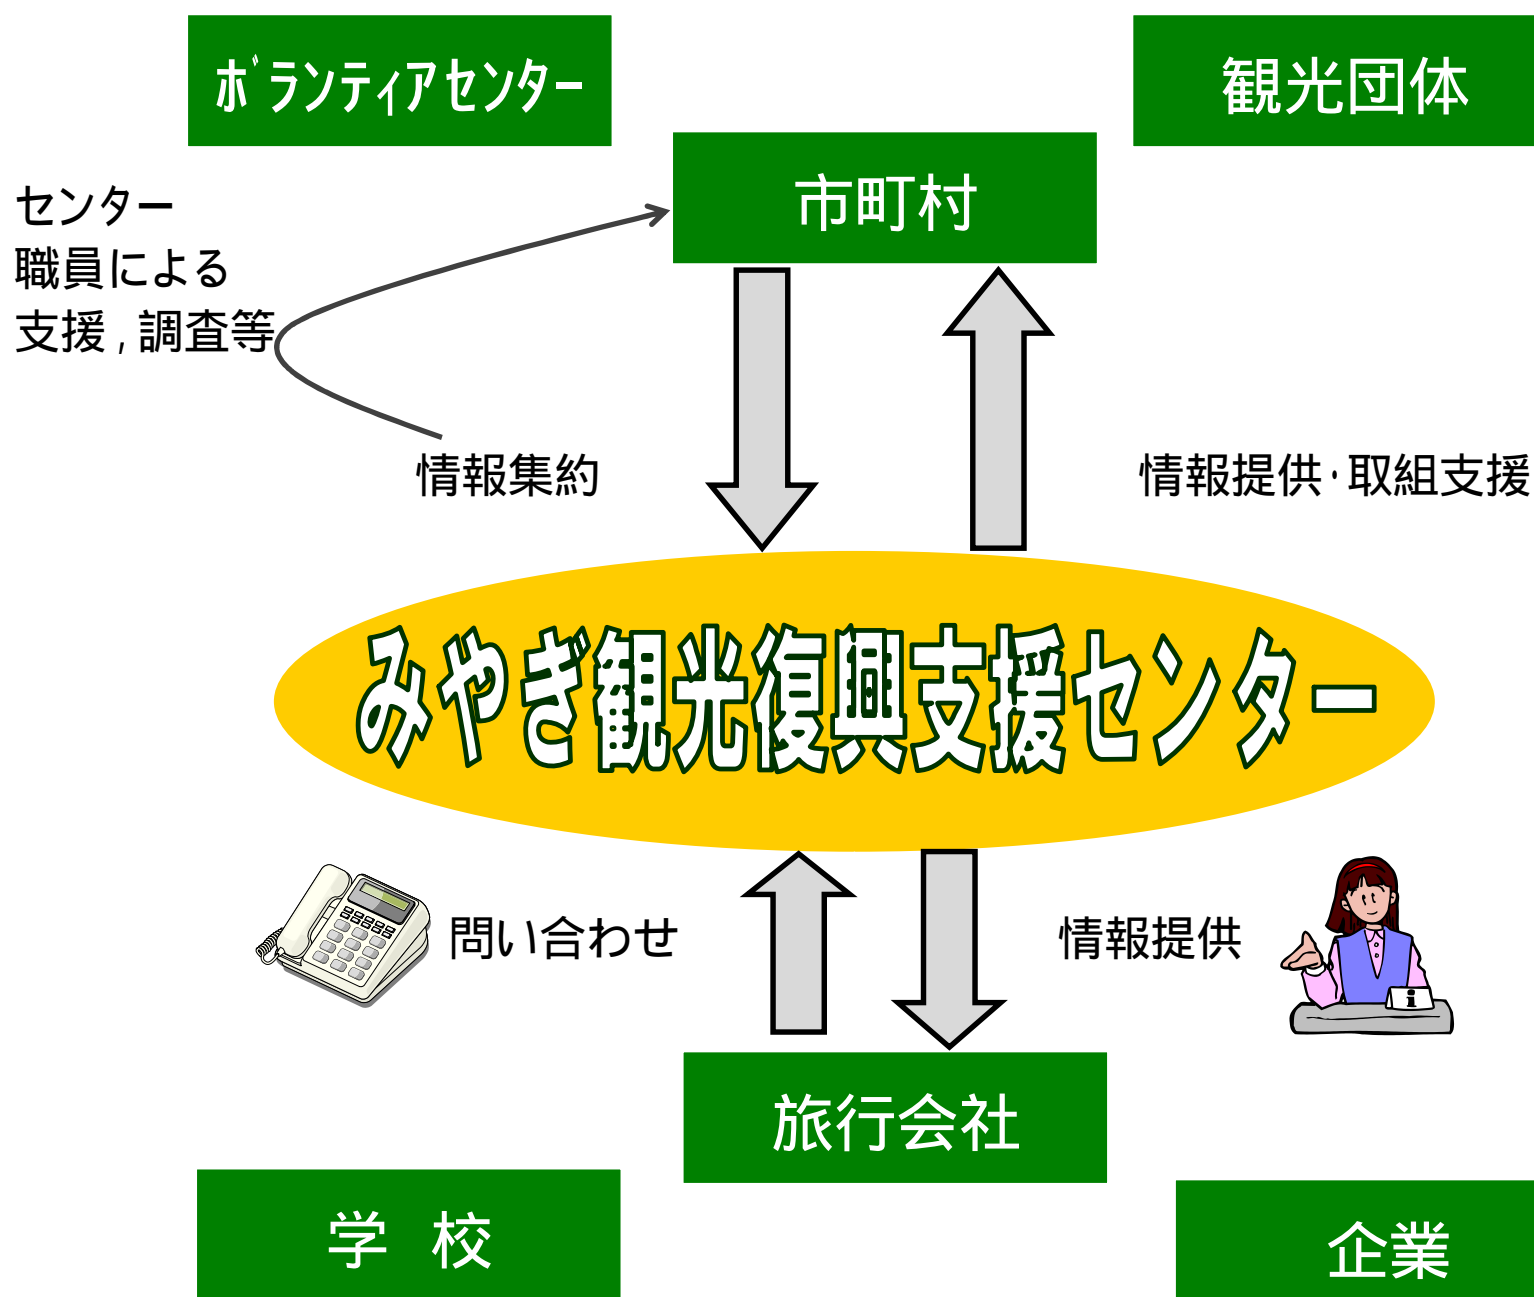 ボランティアセンター
観光団体
市町村
センター
職員による
支援，調査等
情報集約
情報提供・取組支援
みやぎ観光復興支援センター
問い合わせ
情報提供
i
旅行会社
学　校
企業